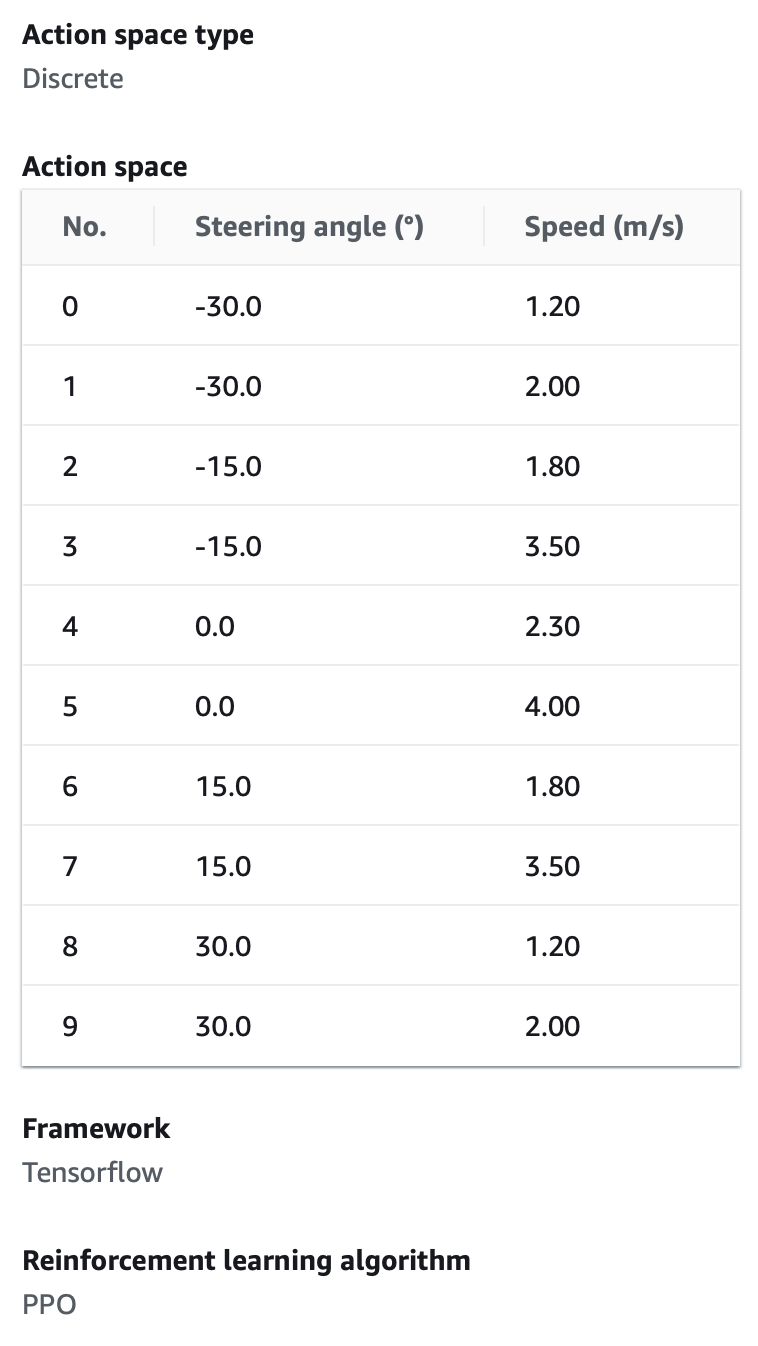 Action space type
Discrete
Action space
No. Steering angle (°) Speed (m/s)
0 -30.0 1.20
1 -30.0 2.00
2 -15.0 1.80
3 -15.0 3.50
4 0.0 2.30
5 0.0 4.00
6 15.0 1.80
7 15.0 3.50
8 30.0 1.20
9 30.0 2.00
Framework
Tensorflow
Reinforcement learning algorithm
PPO